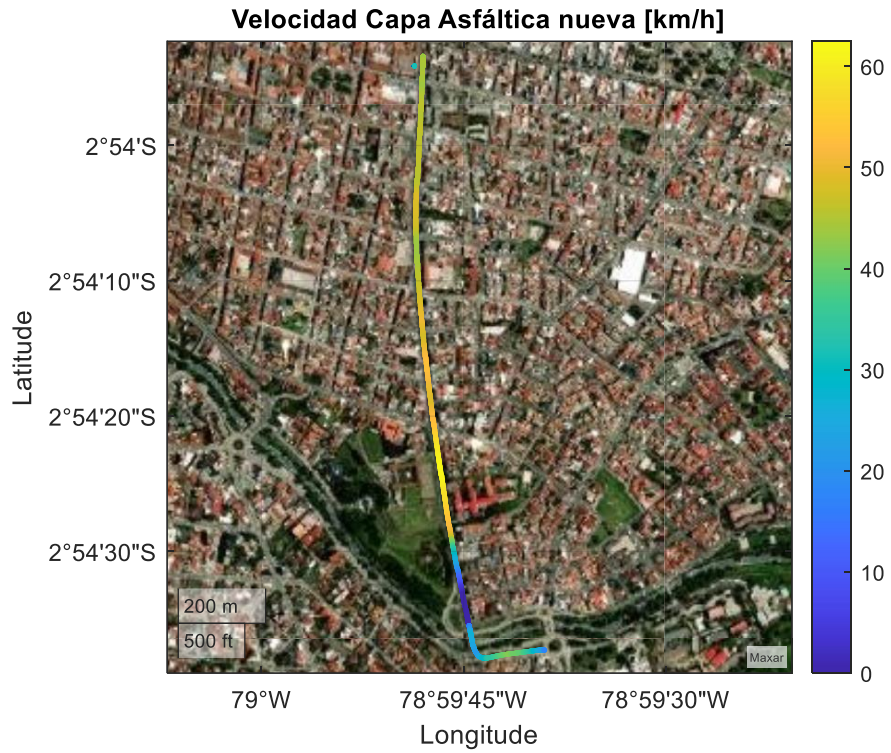 Velocidad Capa Asfáltica nueva [km/h]
60
50
40
30
20
10
0
2°54'S
2°54'10"S
2°54'20"S
2°54'30"S
Latitude
200 m
500 ft
Maxar
79°W
78°59'45"W
78°59'30"W
Longitude